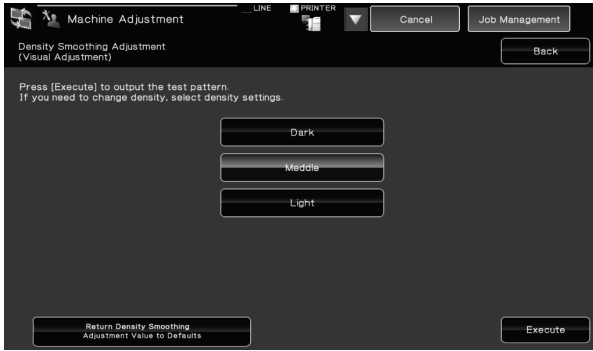 LINE
PRINTER
Machine Adjustment
Cancel
Job Management
Density Smoothing Adjustment
(Visual Adjustment)
Back
Press [Execute] to output the test pattern.
If you need to change density, select density settings.
Dark
Meddle
Light
Return Density Smoothing
Adjustment Value to Defaults
Execute